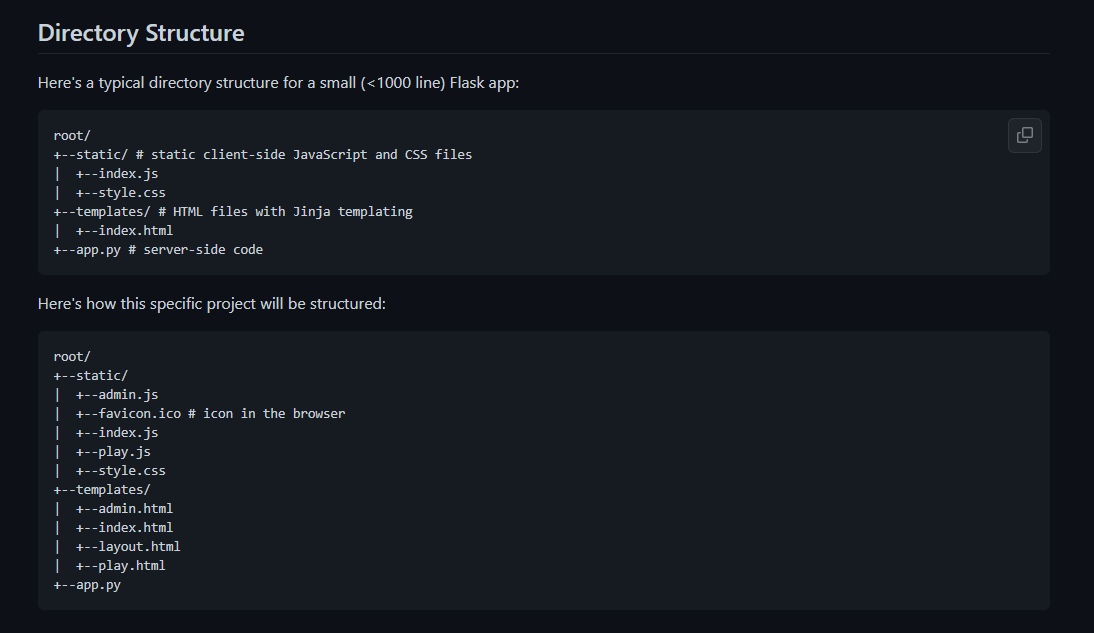 Directory Structure
Here's a typical directory structure for a small (<1000 line) Flask app:
root/
+--static/ # static client-side JavaScript and CSS files
|  +--index.js
|  +--style.css
+--templates/ # HTML files with Jinja templating
|  +--index.html
+--app.py # server-side code
Here's how this specific project will be structured:
root/
+--static/
|  +--admin.js
|  +--favicon.ico # icon in the browser
|  +--index.js
|  +--play.js
|  +--style.css
+--templates/
|  +--admin.html
|  +--index.html
|  +--layout.html
|  +--play.html
+--app.py